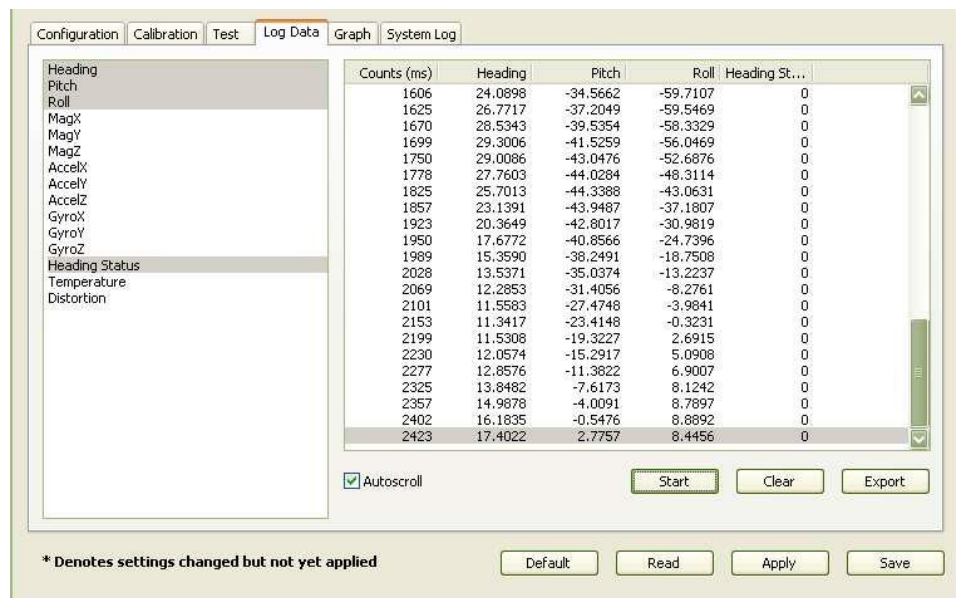 Configuration Calibration Test Log Data Graph System Log
Heading
Pitch
Roll
MagX
MagY
MagZ
AccelX
AccelY
AccelZ
GyroX
GyroY
GyroZ
Heading Status
Temperature
Distortion
Counts (ms) Heading Pitch Roll Heading St...
1606 24.0898 -34.5662 -59.7107 0
1625 26.7717 -37.2049 -59.5469 0
1670 28.5343 -39.5354 -58.3329 0
1699 29.3006 -41.5259 -56.0469 0
1750 29.0086 -43.0476 -52.6876 0
1778 27.7603 -44.0284 -48.3114 0
1825 25.7013 -44.3388 -43.0631 0
1857 23.1391 -43.9487 -37.1807 0
1923 20.3649 -42.8017 -30.9819 0
1950 17.6772 -40.8566 -24.7396 0
1989 15.3590 -38.2491 -18.7508 0
2028 13.5371 -35.0374 -13.2237 0
2069 12.2853 -31.4056 -8.2761 0
2101 11.5583 -27.4748 -3.9841 0
2153 11.3417 -23.4148 -0.3231 0
2199 11.5308 -19.3227 2.6915 0
2230 12.0574 -15.2917 5.0908 0
2277 12.8576 -11.3822 6.9007 0
2325 13.8482 -7.6173 8.1242 0
2357 14.9878 -4.0091 8.7897 0
2402 16.1835 -0.5476 8.8892 0
2423 17.4022 2.7757 8.4456 0
Autoscroll Start Clear Export
* Denotes settings changed but not yet applied Default Read Apply Save